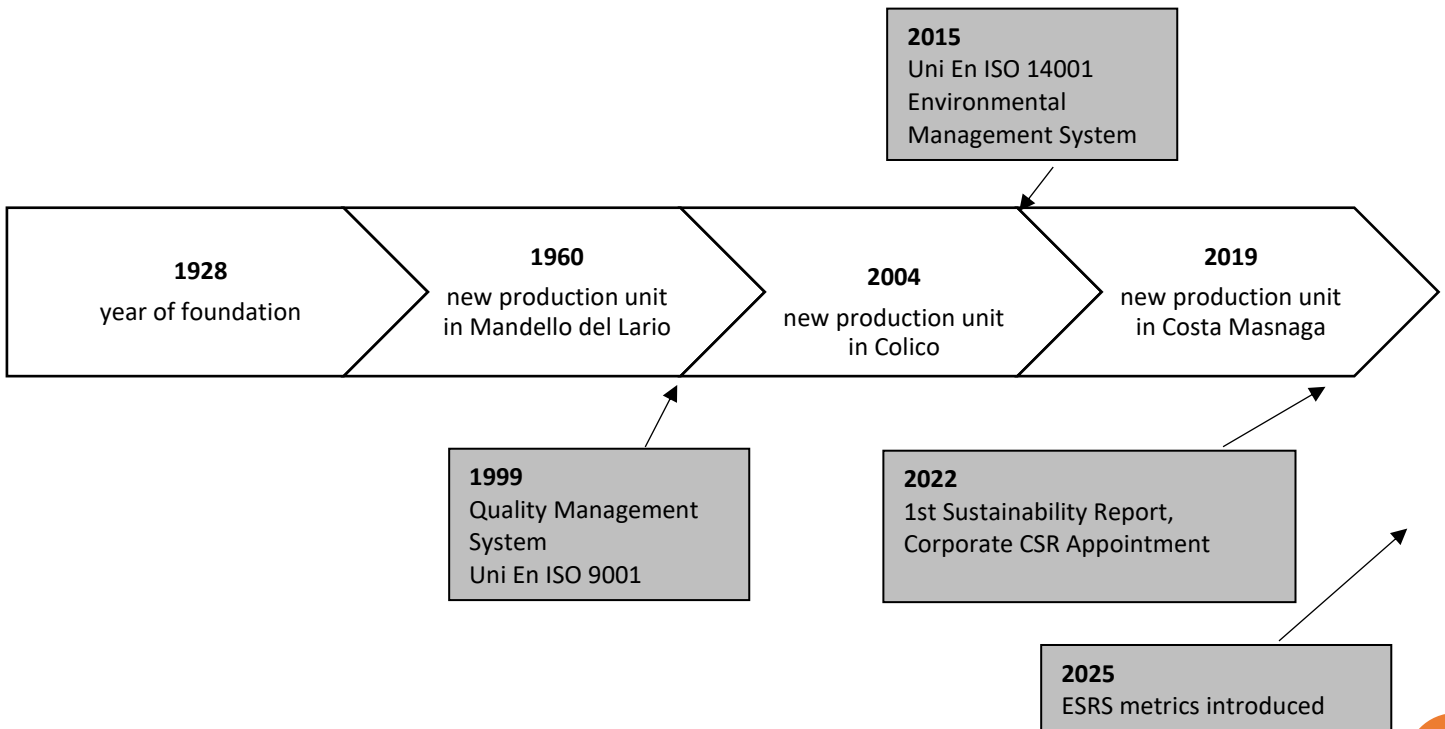 2015
Uni En ISO 14001
Environmental
Management System
1928
year of foundation
1960
new production unit
in Mandello del Lario
2004
new production unit
in Colico
2019
new production unit
in Costa Masnaga
1999
Quality Management
System
Uni En ISO 9001
2022
1st Sustainability Report,
Corporate CSR Appointment
2025
ESRS metrics introduced